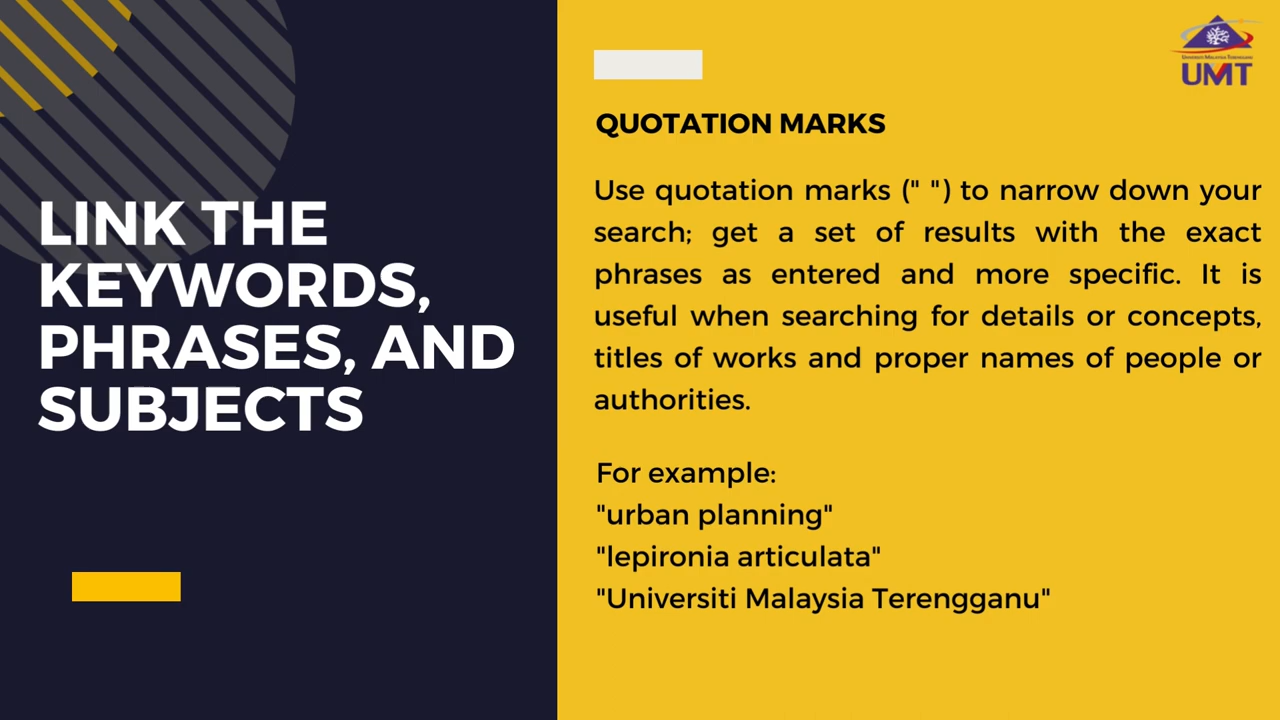 LINK THE
KEYWORDS,
PHRASES, AND
SUBJECTS
UNIVERSITI MALAYSIA TERENGGANU
UMT
QUOTATION MARKS
Use quotation marks (" ") to narrow down your
search; get a set of results with the exact
phrases as entered and more specific. It is
useful when searching for details or concepts,
titles of works and proper names of people or
authorities.
For example:
"urban planning"
"lepironia articulata"
"Universiti Malaysia Terengganu"